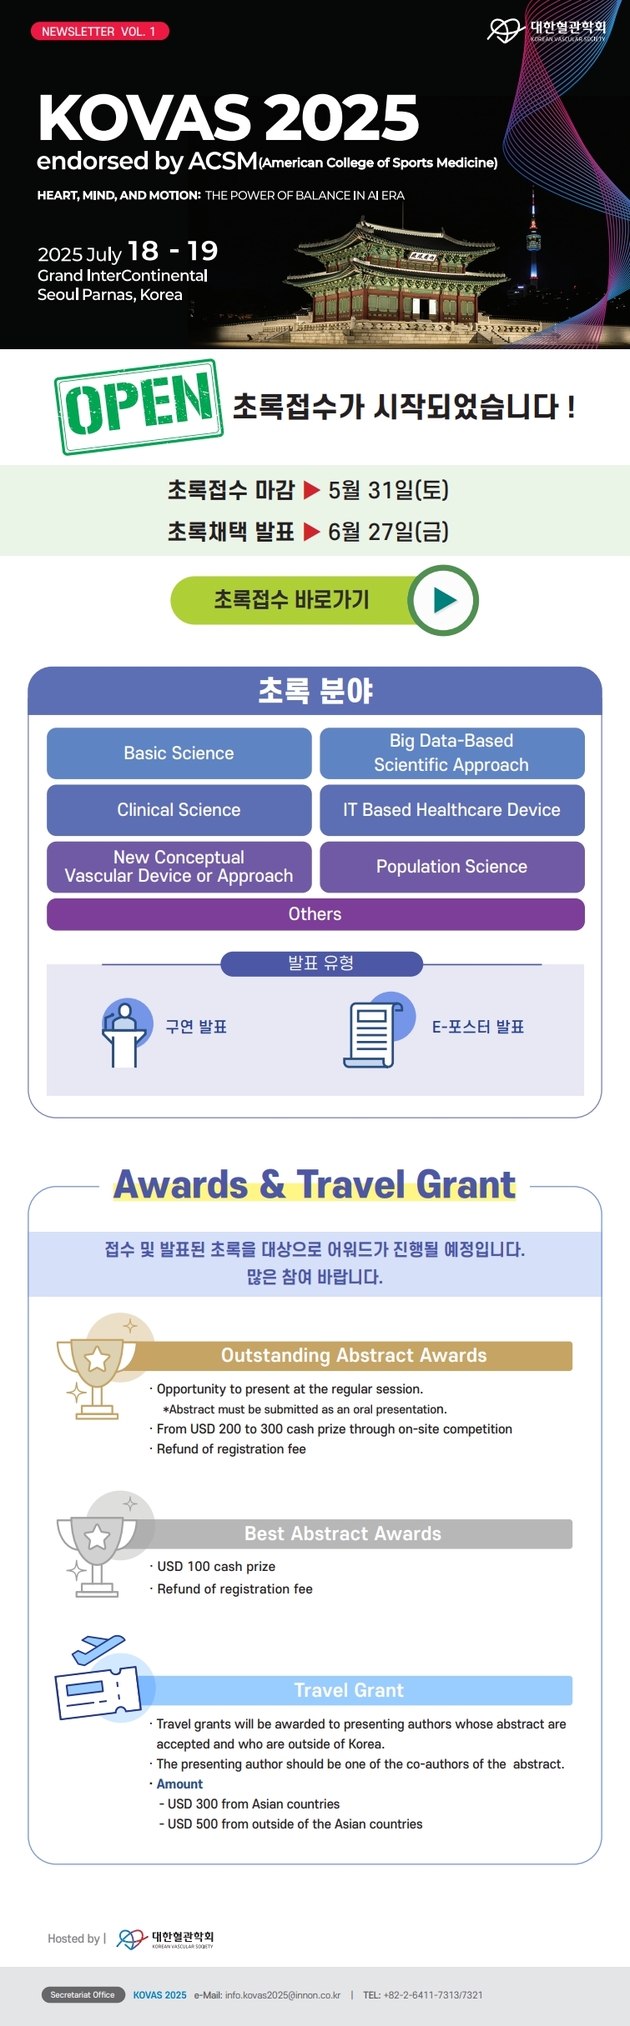 NEWSLETTER VOL. 1
대한혈관학회
KOREAN VASCULAR SOCIETY
KOVAS 2025
endorsed by ACSM(American College of Sports Medicine)
HEART, MIND, AND MOTION: THE POWER OF BALANCE IN AI ERA
2025 July 18 - 19
Grand InterContinental
Seoul Parnas, Korea
OPEN 초록접수가 시작되었습니다 !
초록접수 마감 ▶ 5월 31일(토)
초록채택 발표 ▶ 6월 27일(금)
초록접수 바로가기
초록 분야
Basic Science
Big Data-Based
Scientific Approach
Clinical Science
IT Based Healthcare Device
New Conceptual
Vascular Device or Approach
Population Science
Others
발표 유형
구연 발표
E-포스터 발표
Awards & Travel Grant
접수 및 발표된 초록을 대상으로 어워드가 진행될 예정입니다.
많은 참여 바랍니다.
Outstanding Abstract Awards
· Opportunity to present at the regular session.
*Abstract must be submitted as an oral presentation.
· From USD 200 to 300 cash prize through on-site competition
· Refund of registration fee
Best Abstract Awards
· USD 100 cash prize
· Refund of registration fee
Travel Grant
· Travel grants will be awarded to presenting authors whose abstract are
accepted and who are outside of Korea.
· The presenting author should be one of the co-authors of the abstract.
· Amount
- USD 300 from Asian countries
- USD 500 from outside of the Asian countries
Hosted by | 대한혈관학회
KOREAN VASCULAR SOCIETY
Secretariat Office KOVAS 2025 e-Mail: info.kovas2025@innon.co.kr | TEL: +82-2-6411-7313/7321